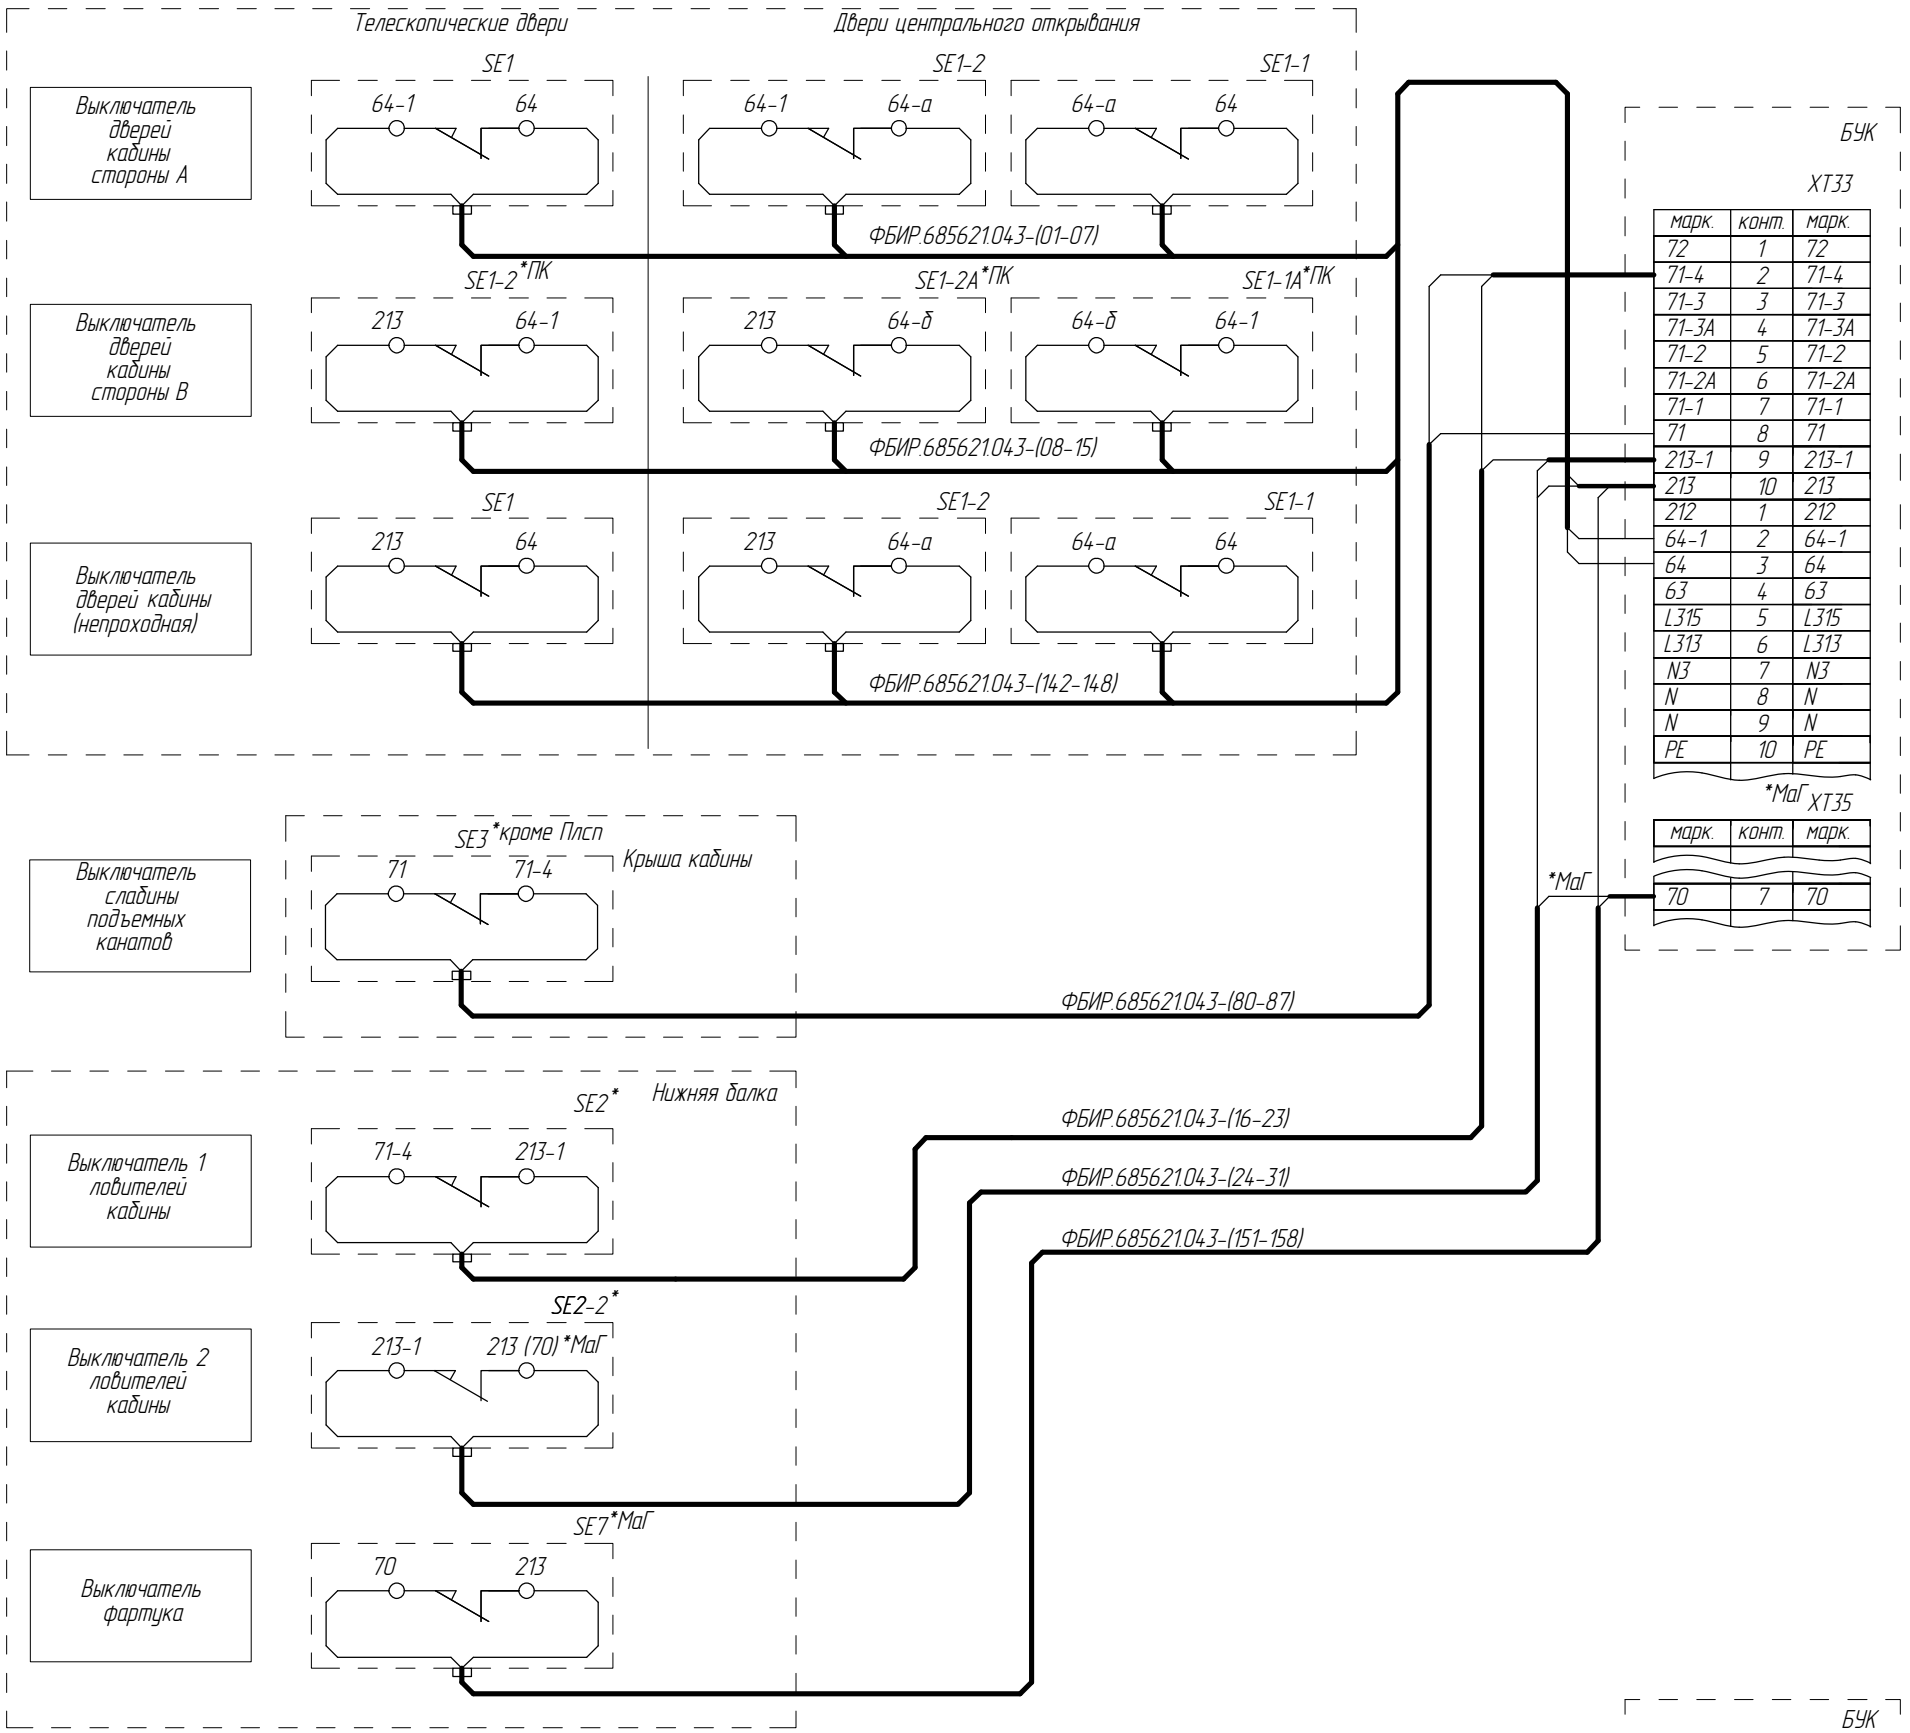 Телескопические двери
Двери центрального открывания
Выключатель
дверей
кабины
стороны А
SE1
64-1 64
SE1-2
64-1 64-а
SE1-1
64-а 64
ФБИР.685621.043-(01-07)
Выключатель
дверей
кабины
стороны В
SE1-2*ПК
213 64-1
SE1-2А*ПК
213 64-б
SE1-1А*ПК
64-б 64-1
ФБИР.685621.043-(08-15)
Выключатель
дверей кабины
(непроходная)
SE1
213 64
SE1-2
213 64-а
SE1-1
64-а 64
ФБИР.685621.043-(142-148)
Выключатель
слабины
подъемных
канатов
SE3*кроме Плсп
Крыша кабины
71 71-4
ФБИР.685621.043-(80-87)
Нижняя балка
Выключатель 1
ловителей
кабины
SE2*
71-4 213-1
ФБИР.685621.043-(16-23)
Выключатель 2
ловителей
кабины
SE2-2*
213-1 213 (70)*МаГ
ФБИР.685621.043-(24-31)
Выключатель
фартука
SE7*МаГ
70 213
ФБИР.685621.043-(151-158)
БУК
XT33
марк. конт. марк.
72 1 72
71-4 2 71-4
71-3 3 71-3
71-3А 4 71-3А
71-2 5 71-2
71-2А 6 71-2А
71-1 7 71-1
71 8 71
213-1 9 213-1
213 10 213
212 1 212
64-1 2 64-1
64 3 64
63 4 63
L315 5 L315
L313 6 L313
N3 7 N3
N 8 N
N 9 N
PE 10 PE
*МаГ XT35
марк. конт. марк.
*МаГ
70 7 70
БУК